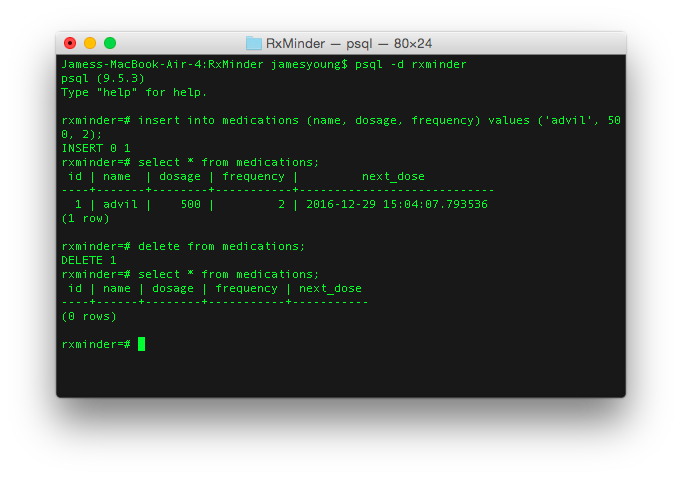 RxMinder — psql — 80×24
Jamess-MacBook-Air-4:RxMinder jamesyoung$ psql -d rxminder
psql (9.5.3)
Type "help" for help.
rxminder=# insert into medications (name, dosage, frequency) values ('advil', 50
0, 2);
INSERT 0 1
rxminder=# select * from medications;
 id | name  | dosage | frequency |         next_dose
----+-------+--------+-----------+----------------------------
  1 | advil |    500 |         2 | 2016-12-29 15:04:07.793536
(1 row)
rxminder=# delete from medications;
DELETE 1
rxminder=# select * from medications;
 id | name | dosage | frequency | next_dose
----+------+--------+-----------+-----------
(0 rows)
rxminder=#